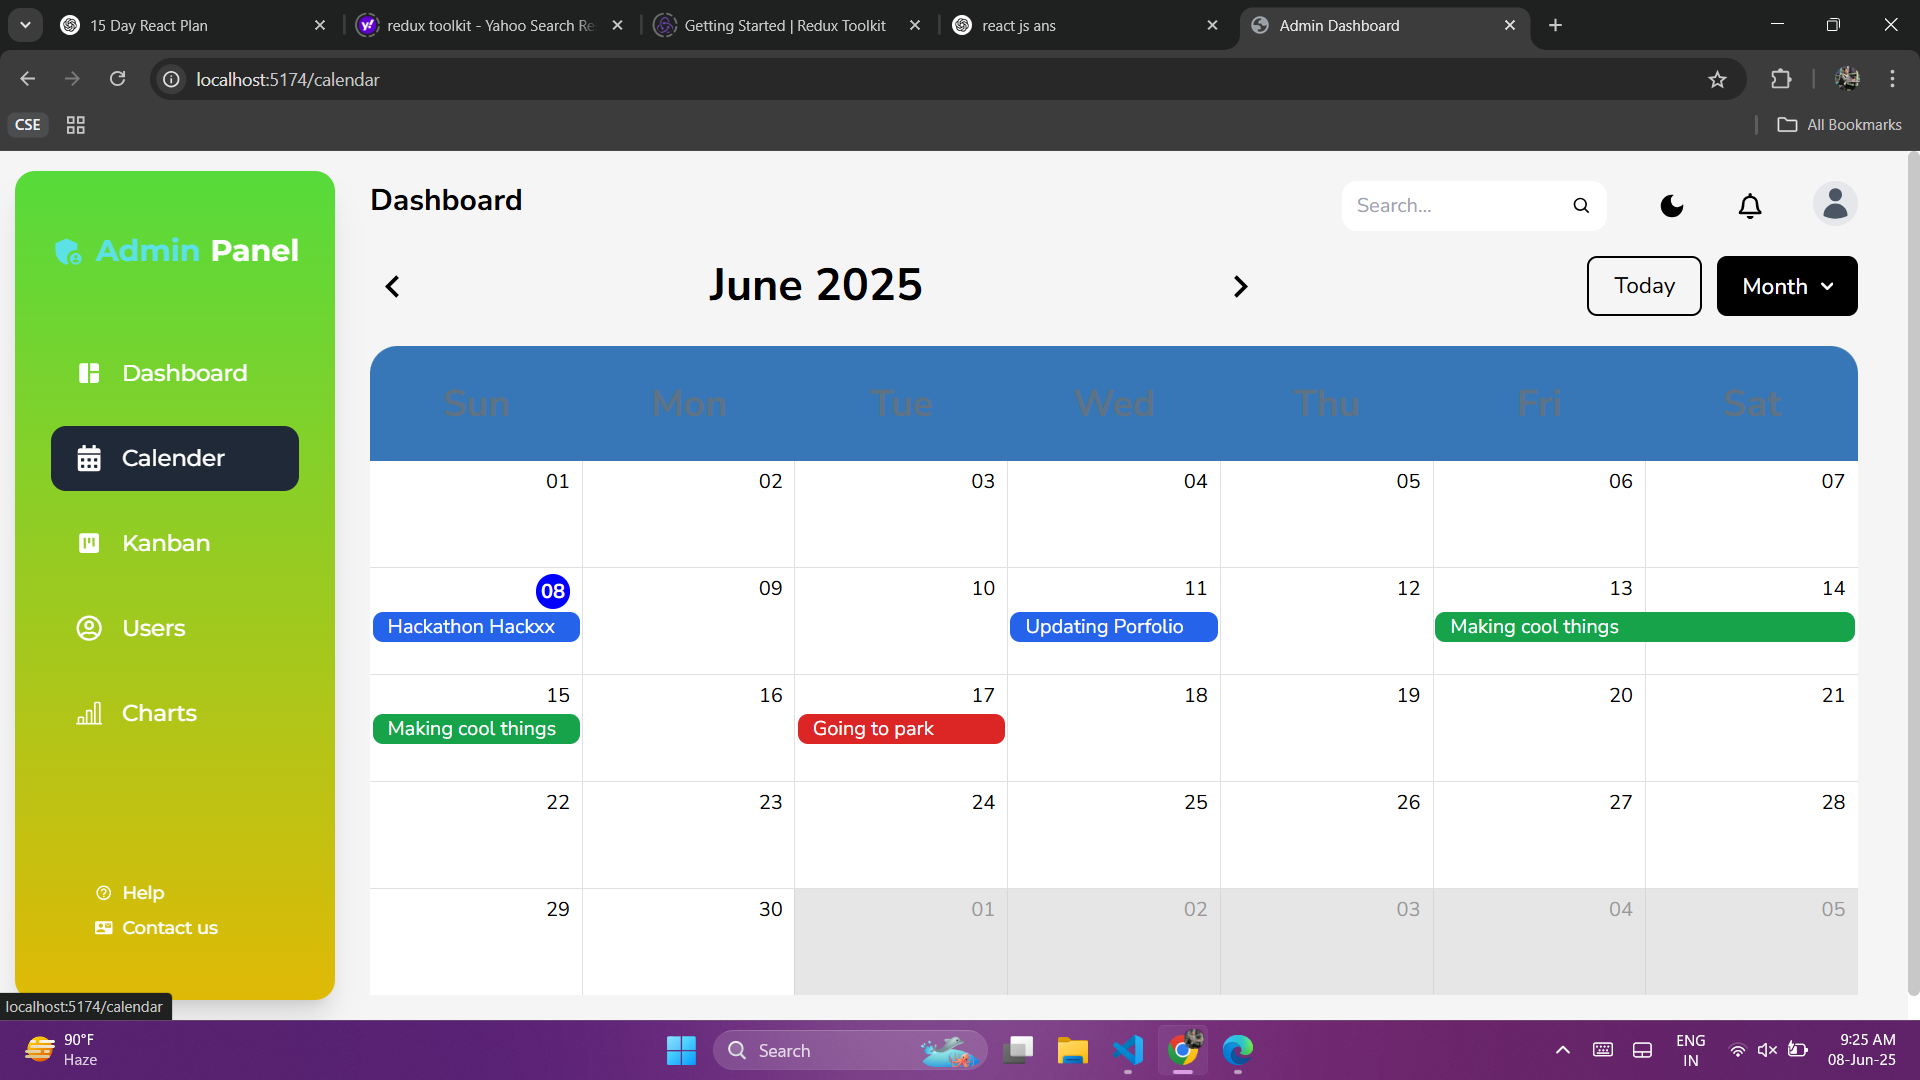 15 Day React Plan
redux toolkit - Yahoo Search Re
Getting Started | Redux Toolkit
react js ans
Admin Dashboard
localhost:5174/calendar
CSE
All Bookmarks
Admin Panel
Dashboard
Calender
Kanban
Users
Charts
Help
Contact us
Dashboard
Search...
June 2025
Today
Month
Sun Mon Tue Wed Thu Fri Sat
01 02 03 04 05 06 07
08 09 10 11 12 13 14
Hackathon Hackxx Updating Porfolio Making cool things
15 16 17 18 19 20 21
Making cool things Going to park
22 23 24 25 26 27 28
29 30 01 02 03 04 05
localhost:5174/calendar
90°F
Haze
Search
ENG
IN
9:25 AM
08-Jun-25